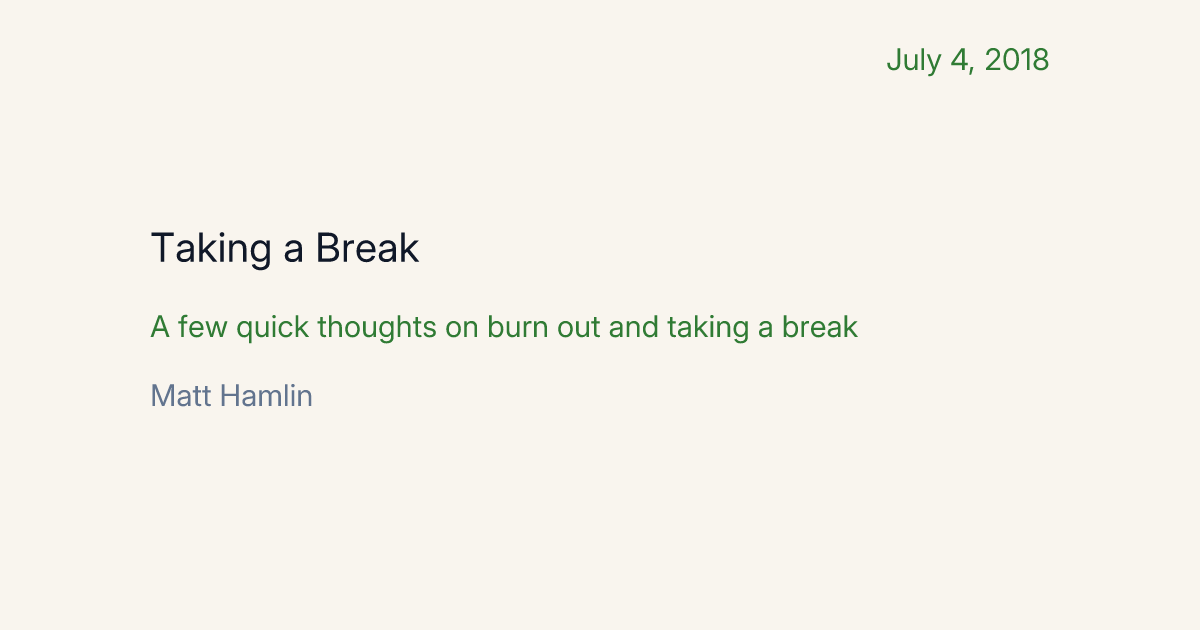 July 4, 2018
Taking a Break
A few quick thoughts on burn out and taking a break
Matt Hamlin